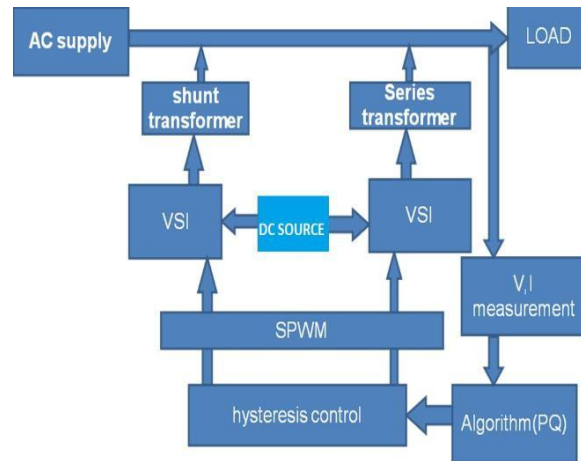 AC supply
LOAD
shunt
transformer
Series
transformer
VSI
DC SOURCE
VSI
V, I
measurement
SPWM
hysteresis control
Algorithm(PQ)